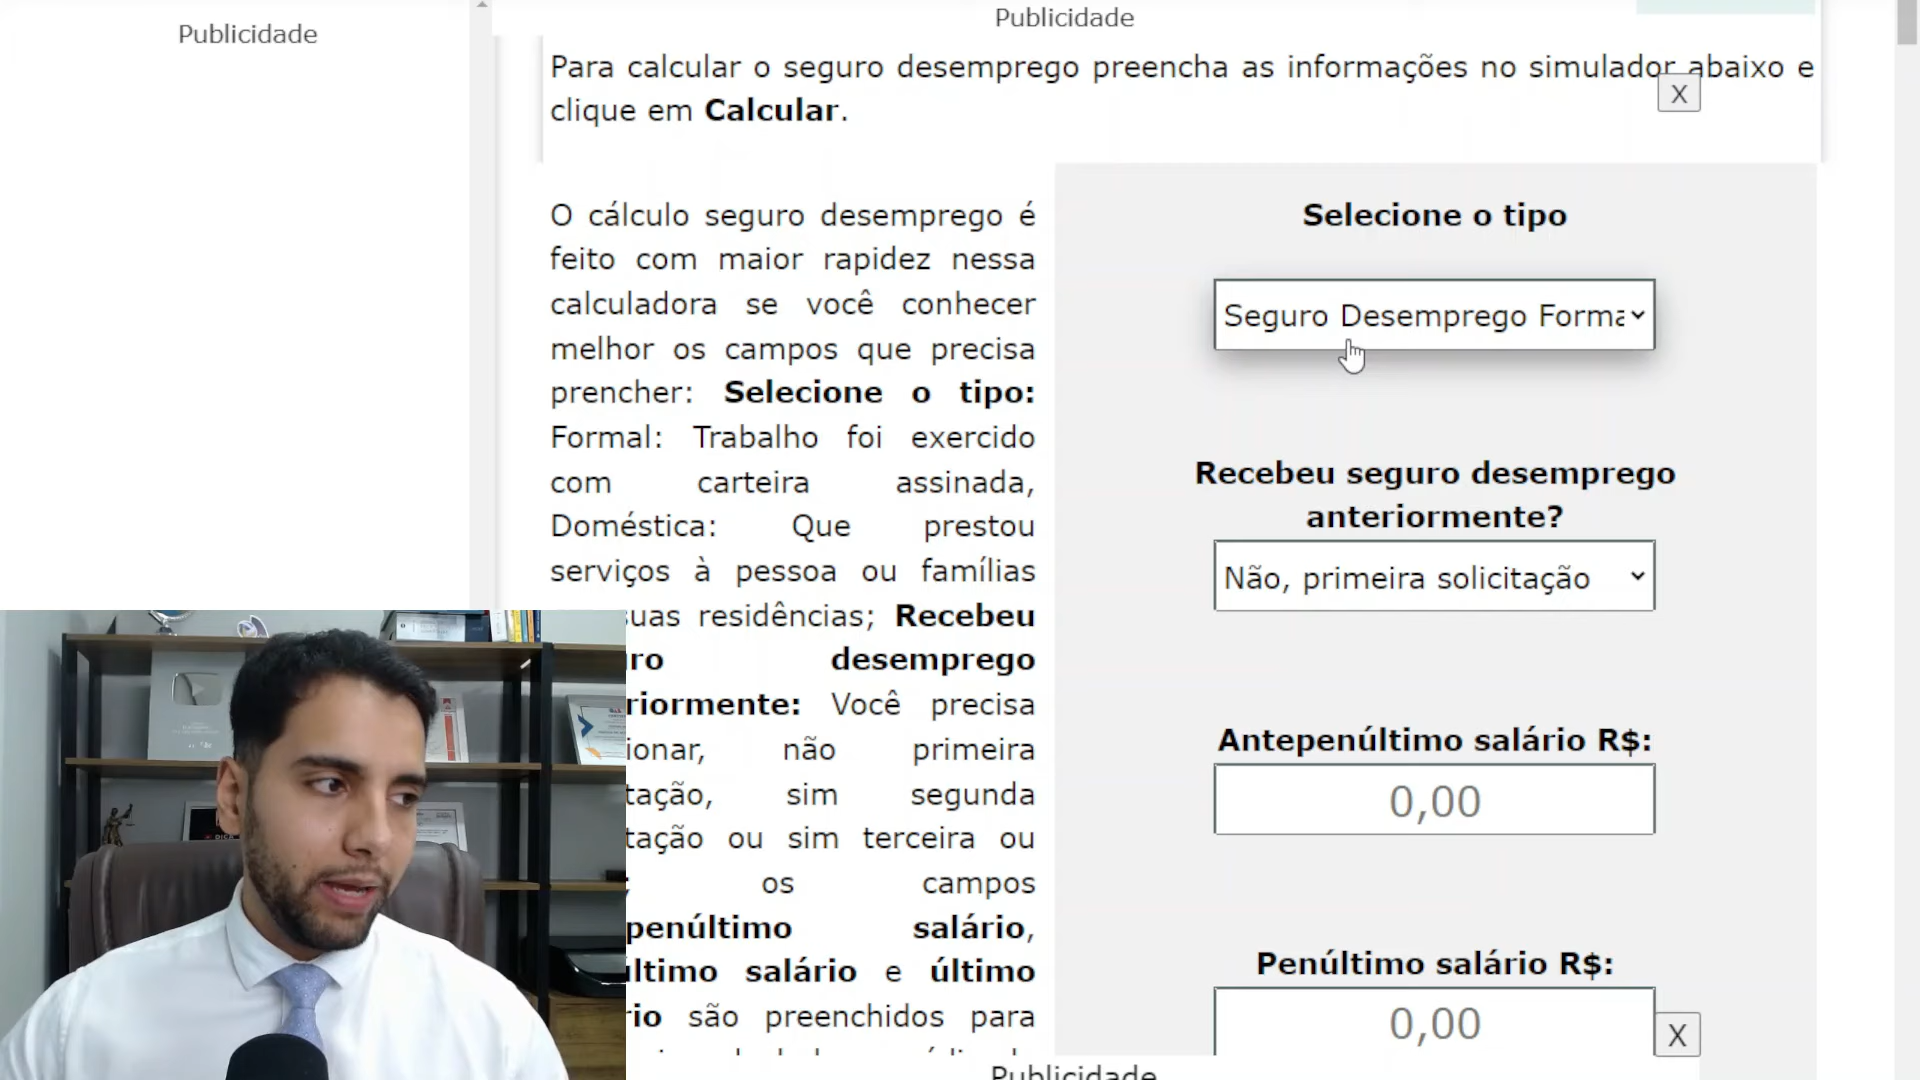 Publicidade
Publicidade
Para calcular o seguro desemprego preencha as informações no simulador abaixo e
clique em Calcular.
X
O cálculo seguro desemprego é
feito com maior rapidez nessa
calculadora se você conhecer
melhor os campos que precisa
prencher: Selecione o tipo:
Formal: Trabalho foi exercido
com carteira assinada,
Doméstica: Que prestou
serviços à pessoa ou famílias
suas residências; Recebeu
ro desemprego
riormente: Você precisa
ionar, não primeira
tação, sim segunda
tação ou sim terceira ou
os campos
penúltimo salário,
último salário e último
rio são preenchidos para
Selecione o tipo
Seguro Desemprego Forma
Recebeu seguro desemprego
anteriormente?
Não, primeira solicitação
Antepenúltimo salário R$:
0,00
Penúltimo salário R$:
0,00
X
Publicidade